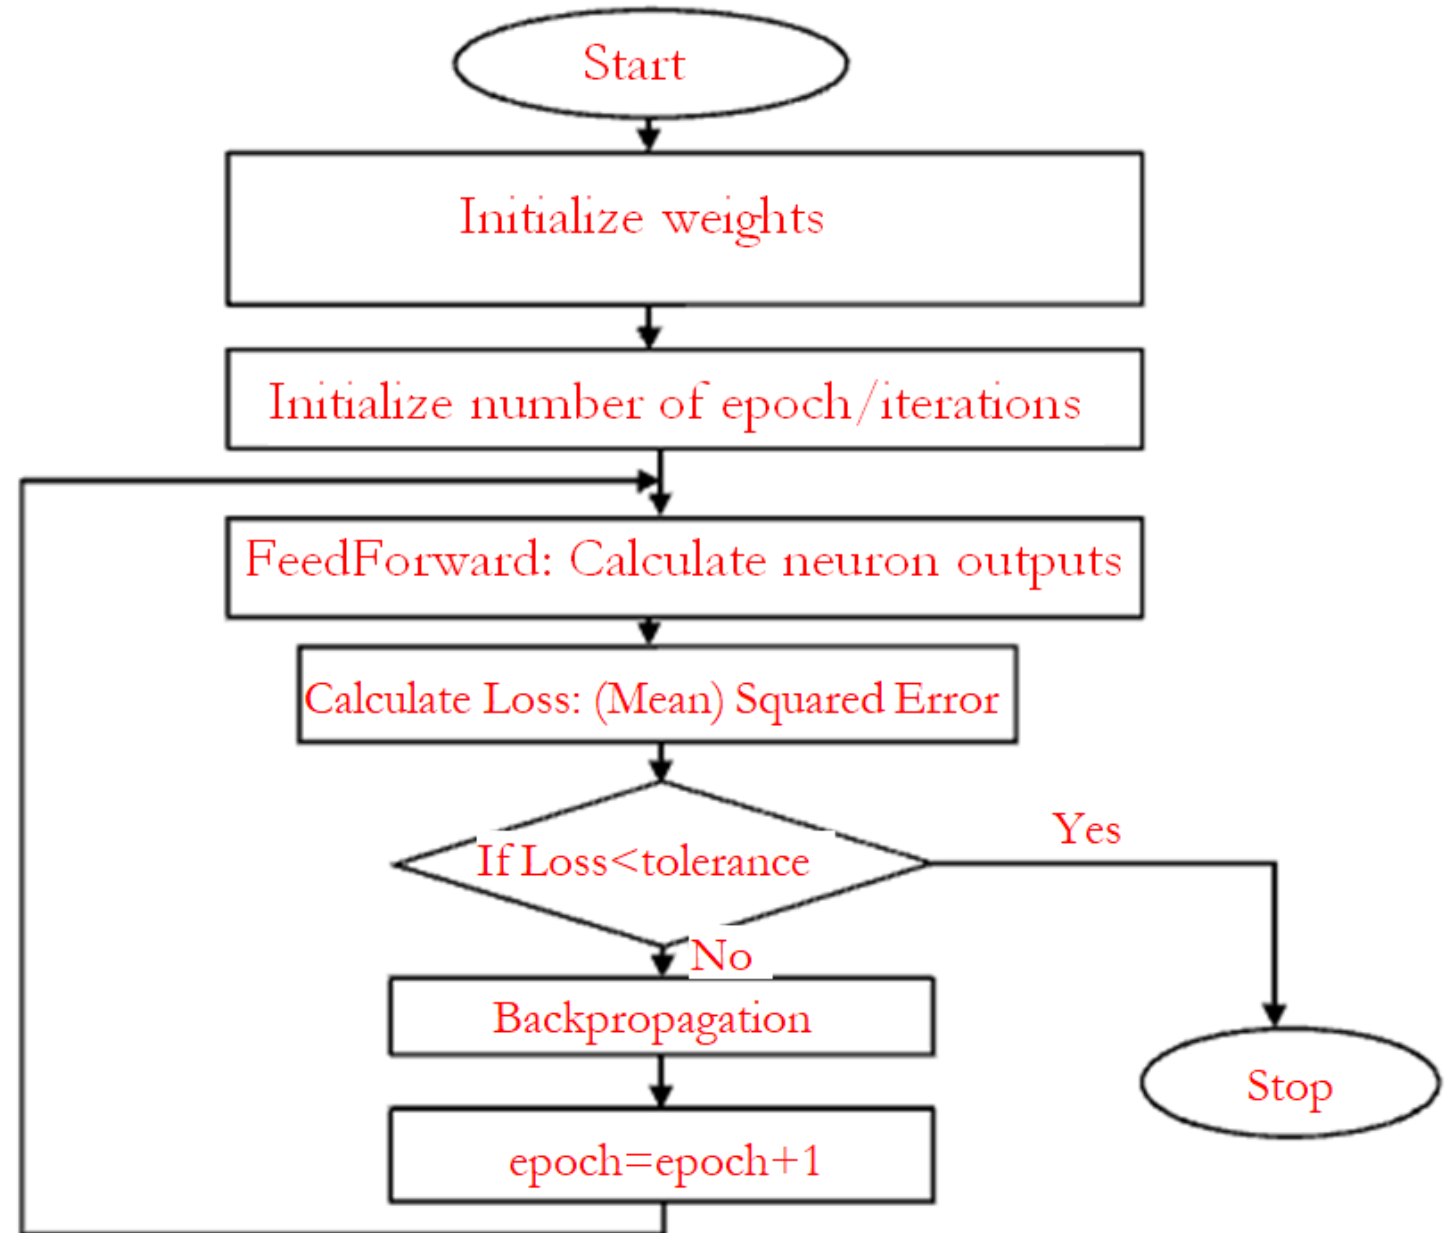 Start
Initialize weights
Initialize number of epoch/iterations
FeedForward: Calculate neuron outputs
Calculate Loss: (Mean) Squared Error
If Loss<tolerance
Yes
No
Backpropagation
Stop
epoch=epoch+1